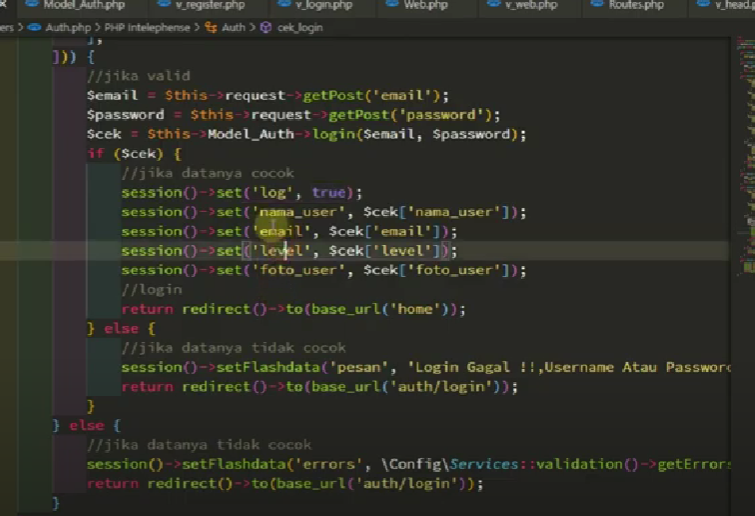 Model_Auth.php v_register.php v_login.php Web.php v_web.php Routes.php v_head.p
ers > Auth.php > PHP Intelephense > Auth > cek_login
],
])) {
//jika valid
$email = $this->request->getPost('email');
$password = $this->request->getPost('password');
$cek = $this->Model_Auth->login($email, $password);
if ($cek) {
//jika datanya cocok
session()->set('log', true);
session()->set('nama_user', $cek['nama_user']);
session()->set('email', $cek['email']);
session()->set('level', $cek['level']);
session()->set('foto_user', $cek['foto_user']);
//login
return redirect()->to(base_url('home'));
} else {
//jika datanya tidak cocok
session()->setFlashdata('pesan', 'Login Gagal !!,Username Atau Password
return redirect()->to(base_url('auth/login'));
}
} else {
//jika datanya tidak cocok
session()->setFlashdata('errors', \Config\Services::validation()->getErrors
return redirect()->to(base_url('auth/login'));
}